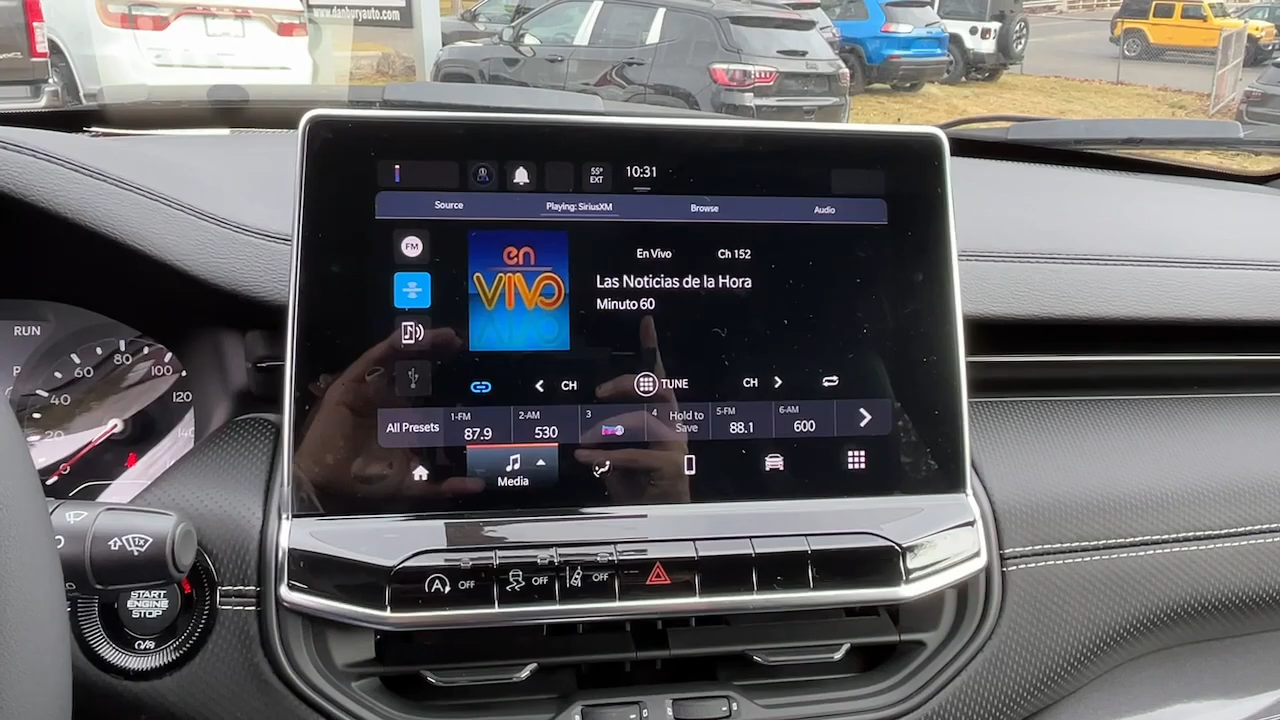 www.danburyauto.com
55°
EXT
10:31
Source
Playing: SiriusXM
Browse
Audio
FM
en
VIVO
En Vivo
Ch 152
Las Noticias de la Hora
Minuto 60
CH
TUNE
CH
All Presets
1-FM
87.9
2-AM
530
3
4
Hold to
Save
5-FM
88.1
6-AM
600
Media
RUN
P
20
40
60
80
100
120
140
1x
START
ENGINE
STOP
A
OFF
OFF
OFF